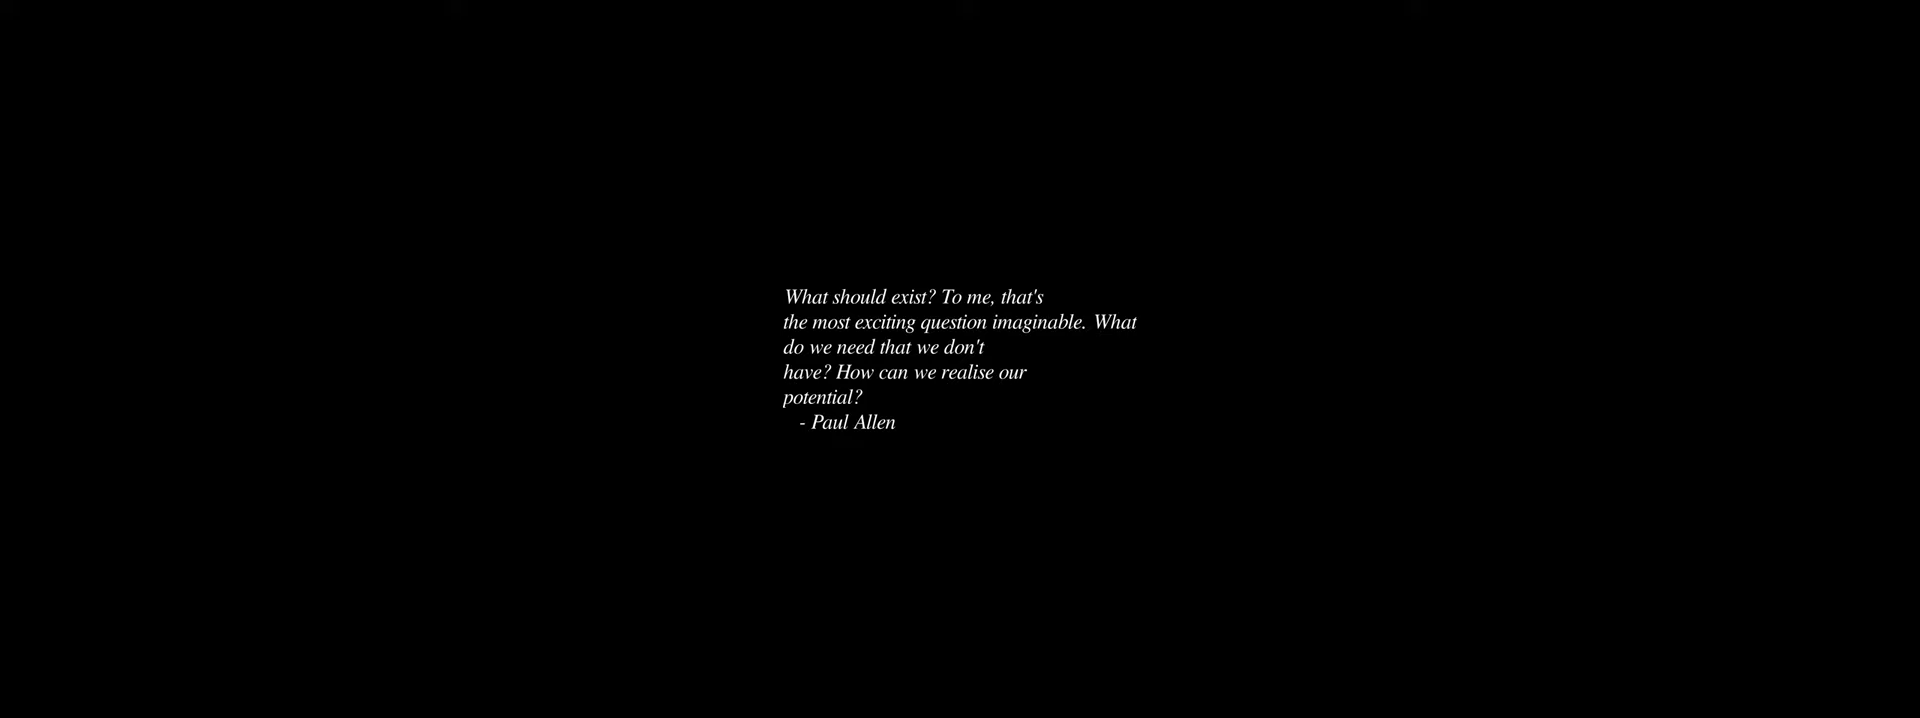 What should exist? To me, that's
the most exciting question imaginable. What
do we need that we don't
have? How can we realise our
potential?
- Paul Allen